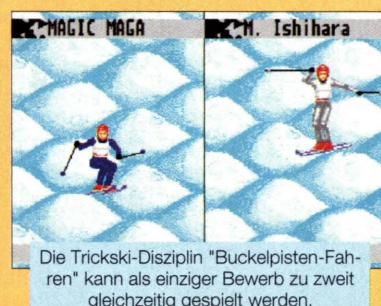 MAGIC MAGA
M. Ishihara
Die Trickski-Disziplin "Buckelpisten-Fah-
ren" kann als einziger Bewerb zu zweit
gleichzeitig gespielt werden.